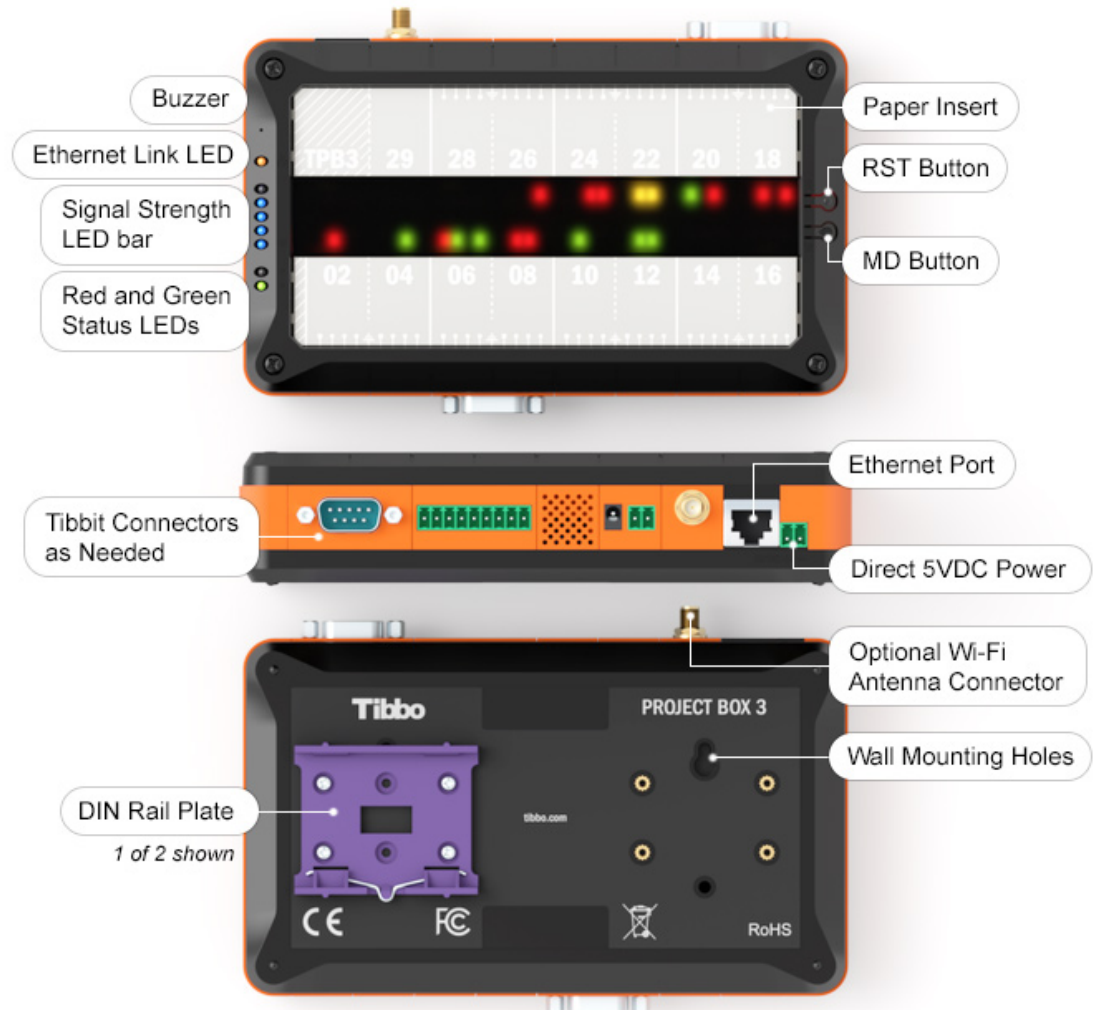 Buzzer
Ethernet Link LED
Signal Strength
LED bar
Red and Green
Status LEDs
Paper Insert
RST Button
MD Button
TPB3 29 28 26 24 22 20 18
02 04 06 08 10 12 14 16
Ethernet Port
Tibbit Connectors
as Needed
Direct 5VDC Power
Optional Wi-Fi
Antenna Connector
Tibbo
PROJECT BOX 3
Wall Mounting Holes
DIN Rail Plate
1 of 2 shown
tibbo.com
CE FC
RoHS